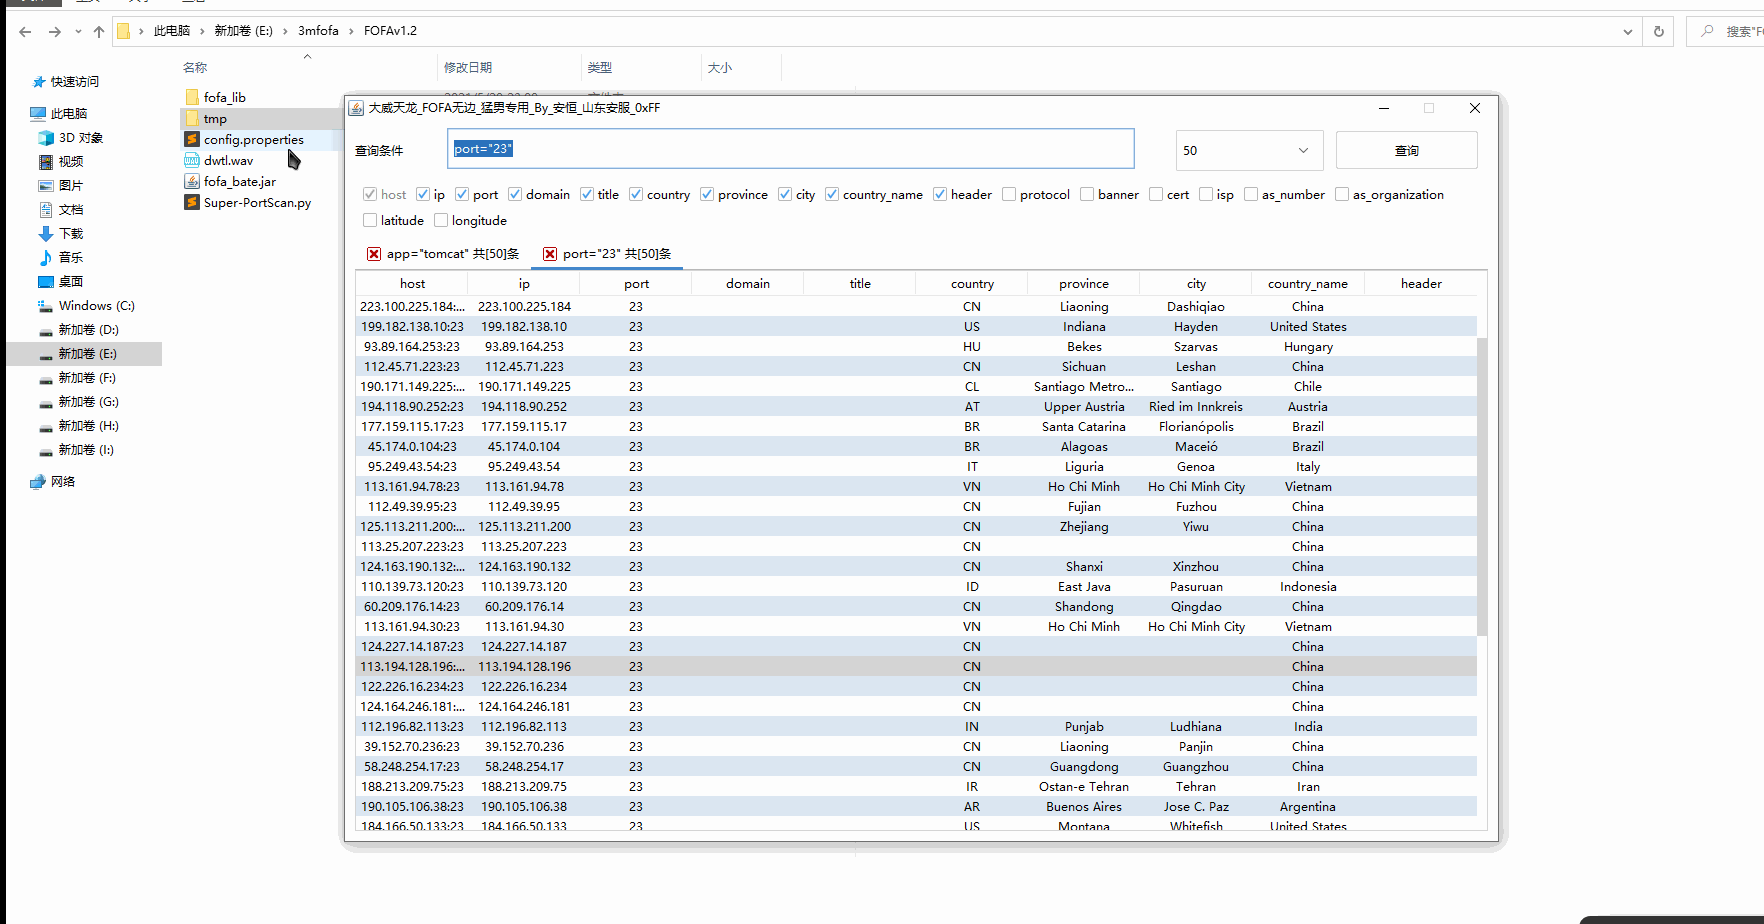 此电脑 › 新加卷 (E:) › 3mfofa › FOFAv1.2
搜索"F
名称 修改日期 类型 大小
快速访问
此电脑
3D 对象
视频
图片
文档
下载
音乐
桌面
Windows (C:)
新加卷 (D:)
新加卷 (E:)
新加卷 (F:)
新加卷 (G:)
新加卷 (H:)
新加卷 (I:)
网络
fofa_lib
tmp
config.properties
dwtl.wav
fofa_bate.jar
Super-PortScan.py
大威天龙_FOFA无边_猛男专用_By_安恒_山东安服_0xFF
查询条件 port="23" 50 查询
host ip port domain title country province city country_name header protocol banner cert isp as_number as_organization
latitude longitude
app="tomcat" 共[50]条 port="23" 共[50]条
host ip port domain title country province city country_name header
223.100.225.184:... 223.100.225.184 23 CN Liaoning Dashiqiao China
199.182.138.10:23 199.182.138.10 23 US Indiana Hayden United States
93.89.164.253:23 93.89.164.253 23 HU Bekes Szarvas Hungary
112.45.71.223:23 112.45.71.223 23 CN Sichuan Leshan China
190.171.149.225:... 190.171.149.225 23 CL Santiago Metro... Santiago Chile
194.118.90.252:23 194.118.90.252 23 AT Upper Austria Ried im Innkreis Austria
177.159.115.17:23 177.159.115.17 23 BR Santa Catarina Florianópolis Brazil
45.174.0.104:23 45.174.0.104 23 BR Alagoas Maceió Brazil
95.249.43.54:23 95.249.43.54 23 IT Liguria Genoa Italy
113.161.94.78:23 113.161.94.78 23 VN Ho Chi Minh Ho Chi Minh City Vietnam
112.49.39.95:23 112.49.39.95 23 CN Fujian Fuzhou China
125.113.211.200:... 125.113.211.200 23 CN Zhejiang Yiwu China
113.25.207.223:23 113.25.207.223 23 CN China
124.163.190.132:... 124.163.190.132 23 CN Shanxi Xinzhou China
110.139.73.120:23 110.139.73.120 23 ID East Java Pasuruan Indonesia
60.209.176.14:23 60.209.176.14 23 CN Shandong Qingdao China
113.161.94.30:23 113.161.94.30 23 VN Ho Chi Minh Ho Chi Minh City Vietnam
124.227.14.187:23 124.227.14.187 23 CN China
113.194.128.196:... 113.194.128.196 23 CN China
122.226.16.234:23 122.226.16.234 23 CN China
124.164.246.181:... 124.164.246.181 23 CN China
112.196.82.113:23 112.196.82.113 23 IN Punjab Ludhiana India
39.152.70.236:23 39.152.70.236 23 CN Liaoning Panjin China
58.248.254.17:23 58.248.254.17 23 CN Guangdong Guangzhou China
188.213.209.75:23 188.213.209.75 23 IR Ostan-e Tehran Tehran Iran
190.105.106.38:23 190.105.106.38 23 AR Buenos Aires Jose C. Paz Argentina
184.166.50.133:23 184.166.50.133 23 US Montana Whitefish United States